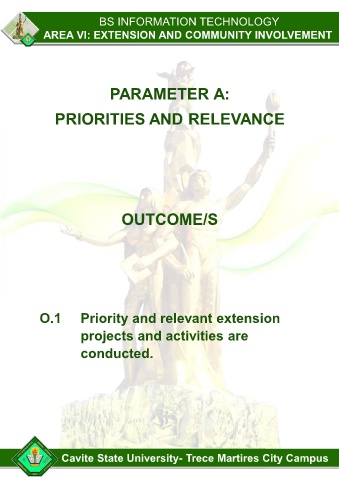 BS INFORMATION TECHNOLOGY
AREA VI: EXTENSION AND COMMUNITY INVOLVEMENT
PARAMETER A:
PRIORITIES AND RELEVANCE
OUTCOME/S
O.1 Priority and relevant extension
projects and activities are
conducted.
Cavite State University- Trece Martires City Campus